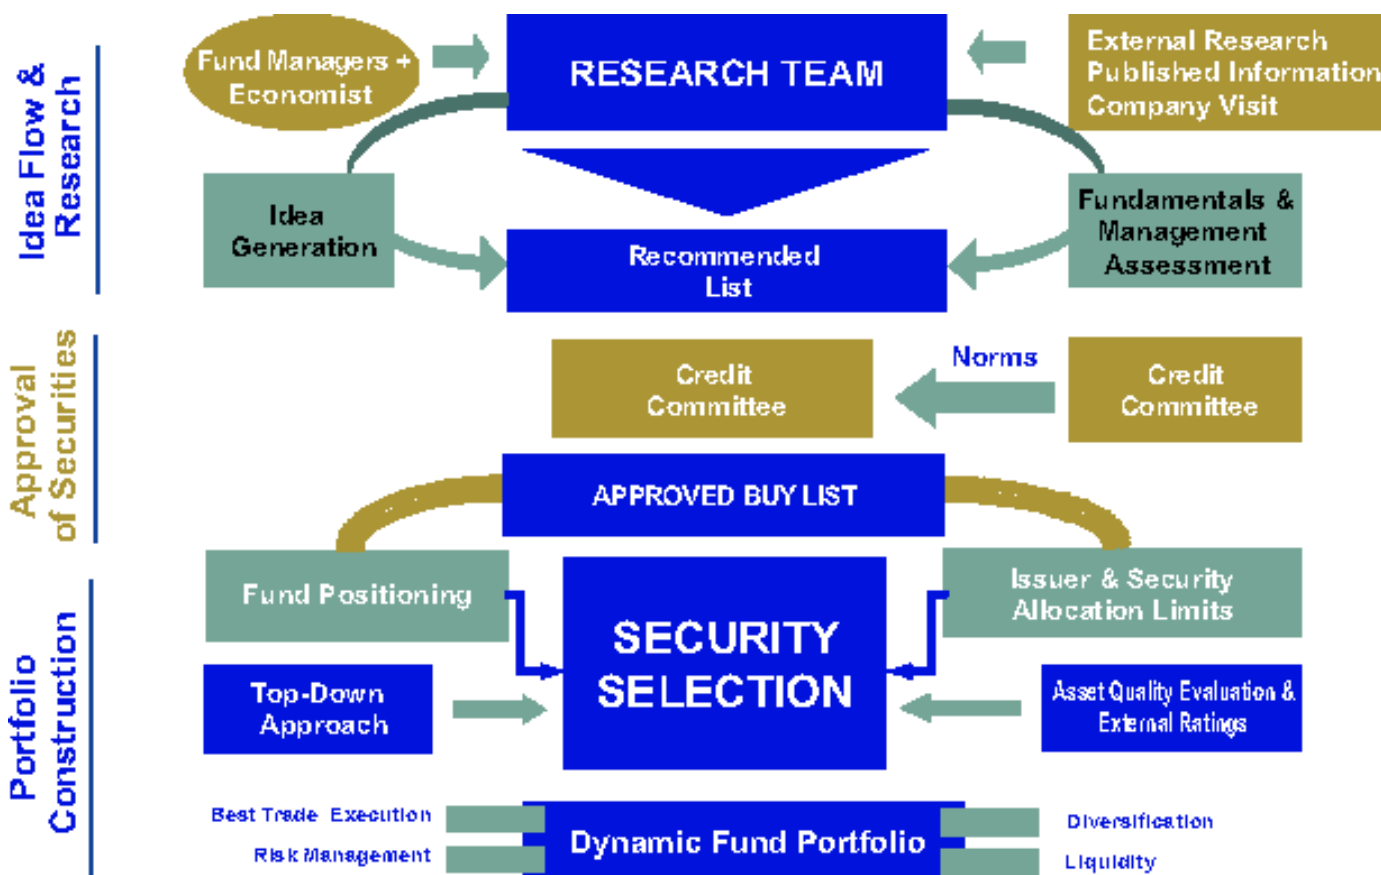 Idea Flow &
Research
Fund Managers +
Economist
RESEARCH TEAM
External Research
Published Information
Company Visit
Idea
Generation
Recommended
List
Fundamentals &
Management
Assessment
Approval
of Securities
Credit
Committee
Norms
Credit
Committee
APPROVED BUY LIST
Portfolio
Construction
Fund Positioning
SECURITY
SELECTION
Issuer & Security
Allocation Limits
Top-Down
Approach
Asset Quality Evaluation &
External Ratings
Best Trade Execution
Risk Management
Dynamic Fund Portfolio
Diversification
Liquidity